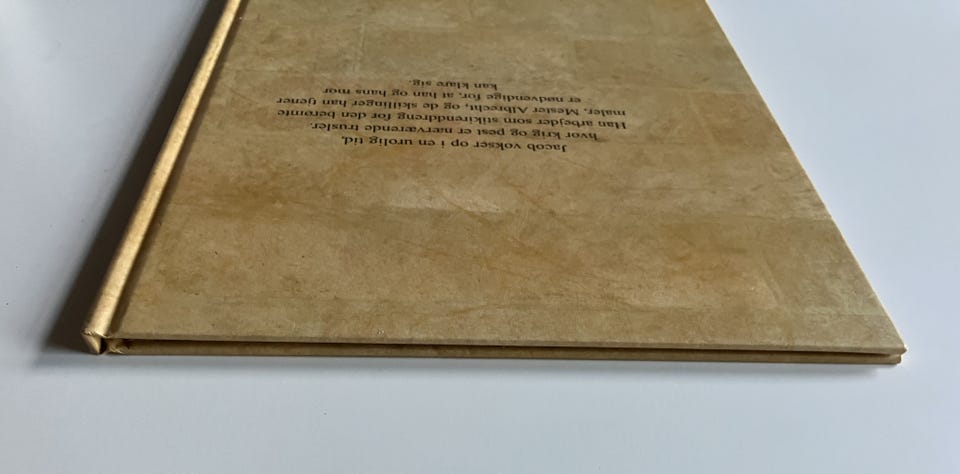 Jacob vokser op i en urolig tid,
hvor krig og pest er nærværende trusler.
Han arbejder som stikirenddreng for den berømte
maler, Mester Albrecht, og de skillinger han tjener
er nødvendige for, at han og hans mor
kan klare sig.